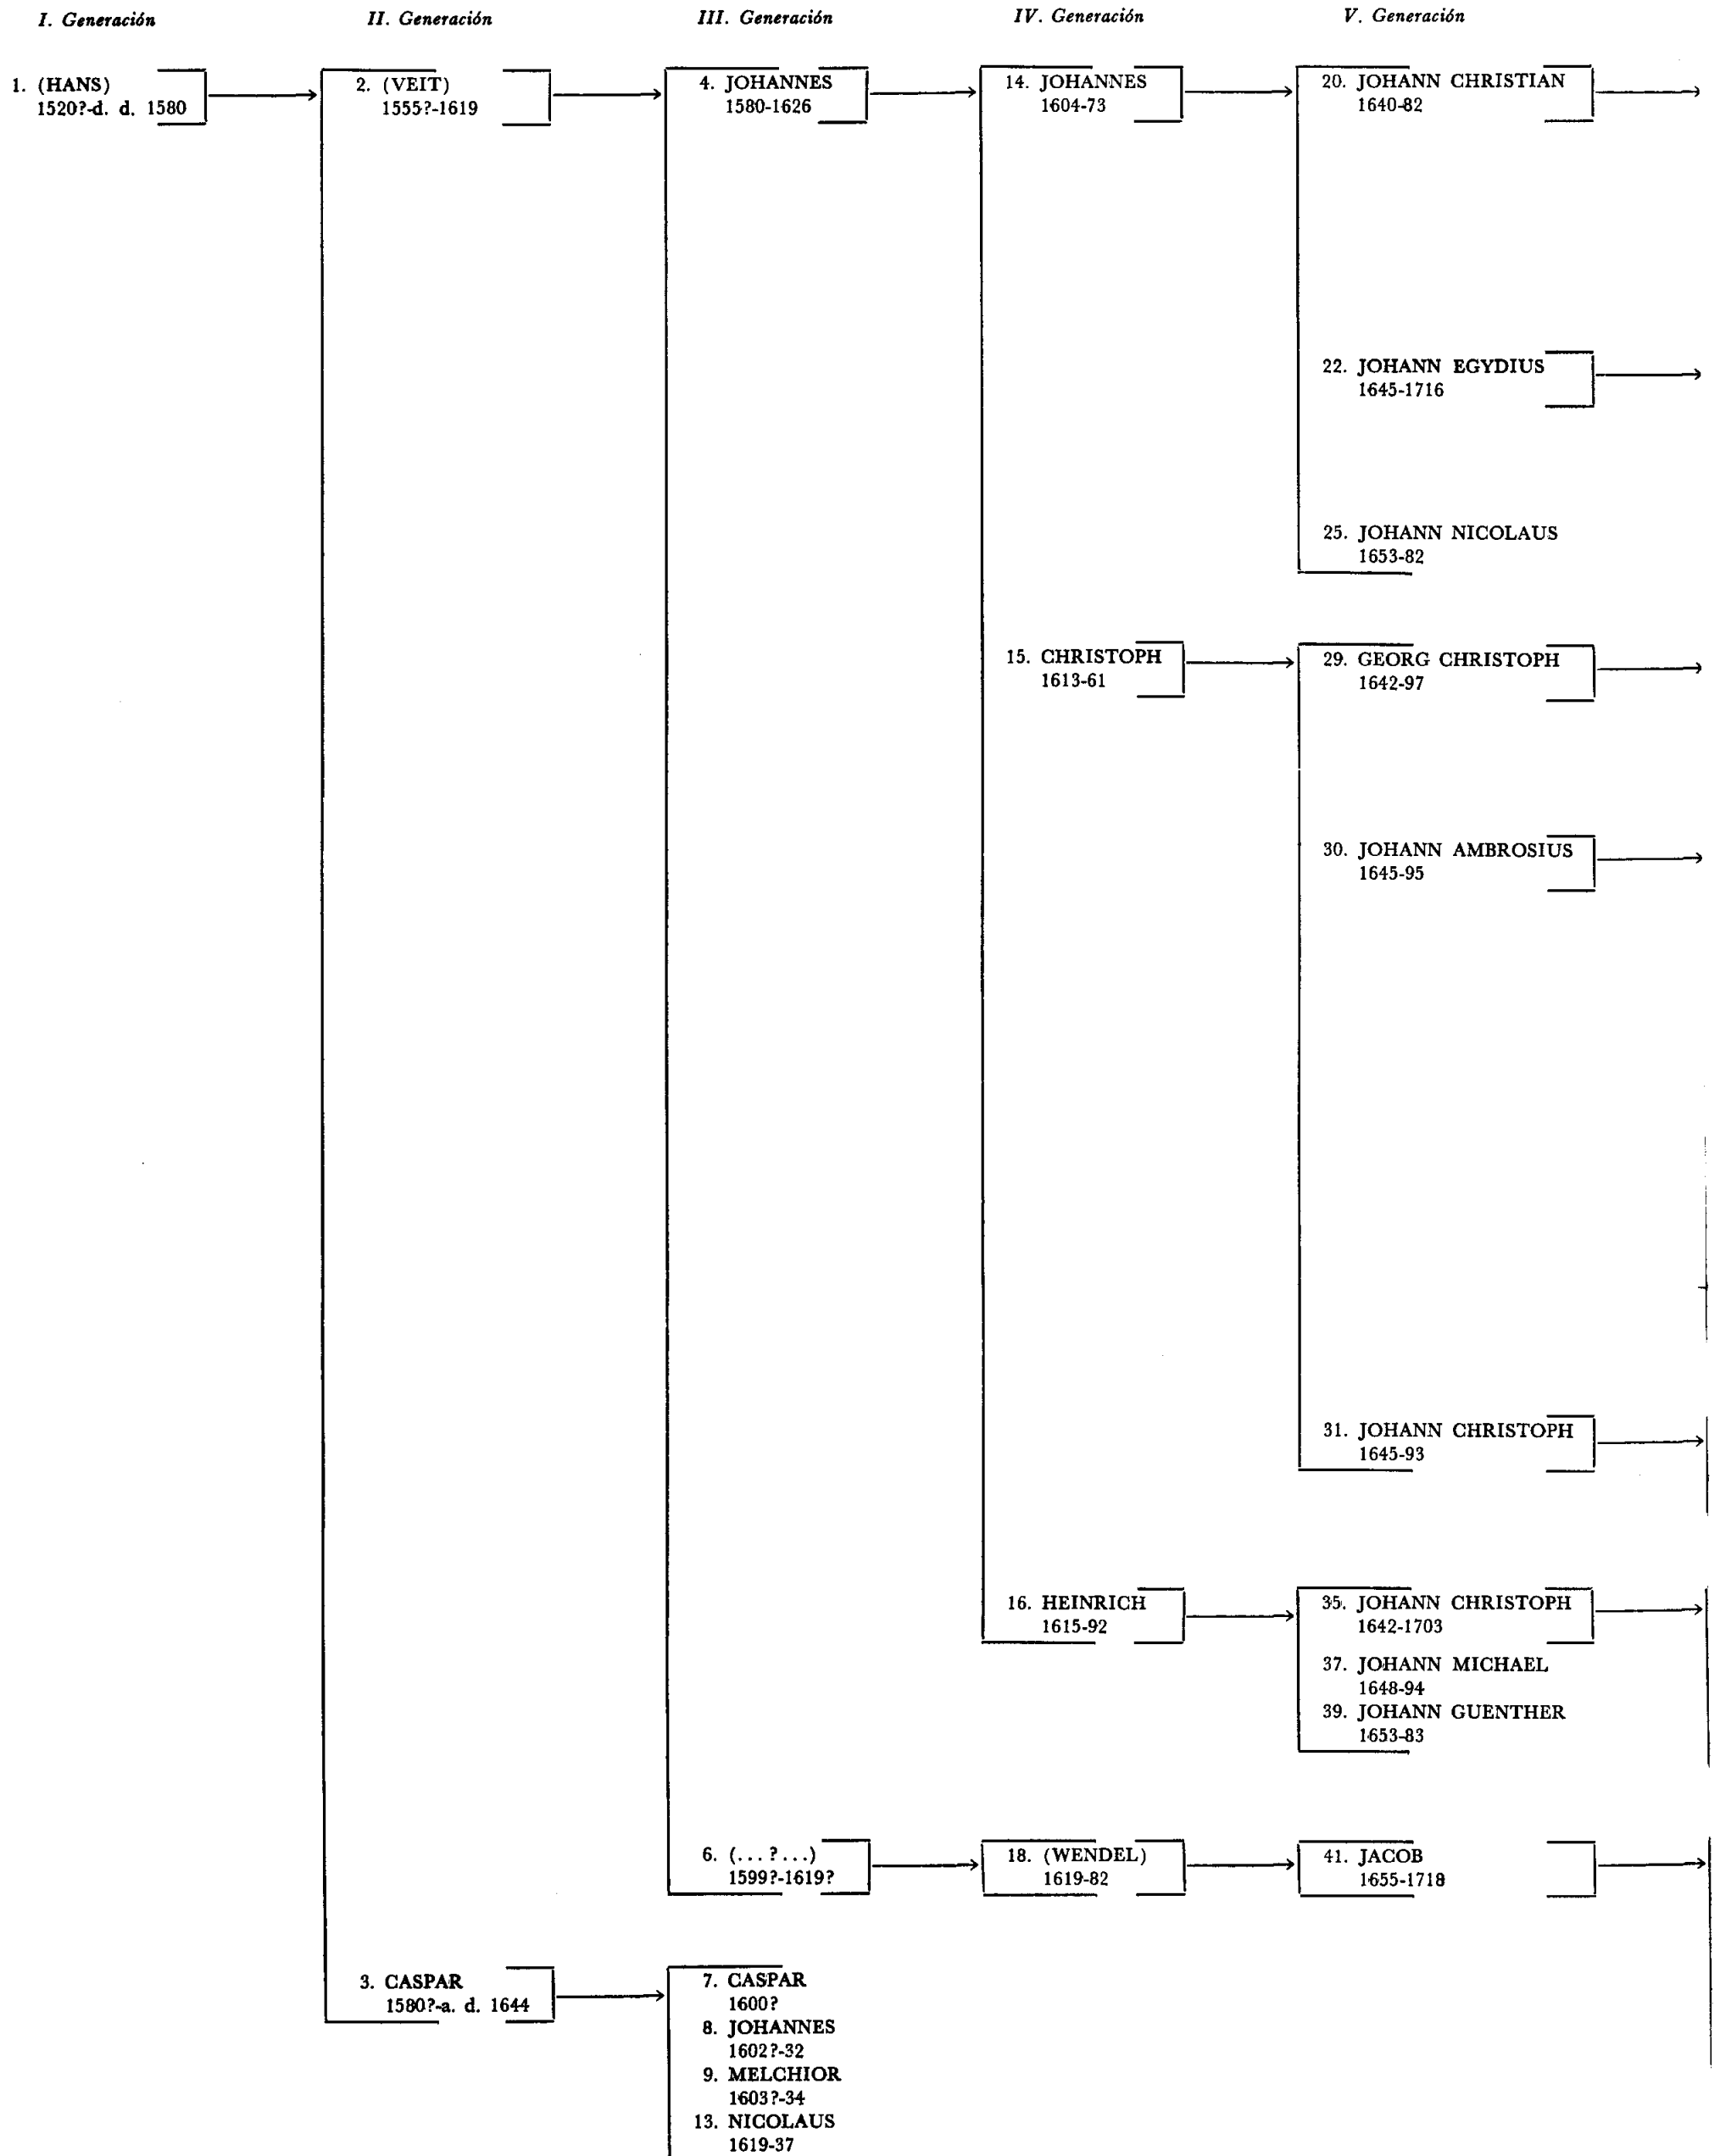 I. Generación
II. Generación
III. Generación
IV. Generación
V. Generación
1. (HANS)
1520?-d. d. 1580
2. (VEIT)
1555?-1619
4. JOHANNES
1580-1626
14. JOHANNES
1604-73
20. JOHANN CHRISTIAN
1640-82
22. JOHANN EGYDIUS
1645-1716
25. JOHANN NICOLAUS
1653-82
15. CHRISTOPH
1613-61
29. GEORG CHRISTOPH
1642-97
30. JOHANN AMBROSIUS
1645-95
31. JOHANN CHRISTOPH
1645-93
16. HEINRICH
1615-92
35. JOHANN CHRISTOPH
1642-1703
37. JOHANN MICHAEL
1648-94
39. JOHANN GUENTHER
1653-83
6. (...?...)
1599?-1619?
18. (WENDEL)
1619-82
41. JACOB
1655-1718
3. CASPAR
1580?-a. d. 1644
7. CASPAR
1600?
8. JOHANNES
1602?-32
9. MELCHIOR
1603?-34
13. NICOLAUS
1619-37